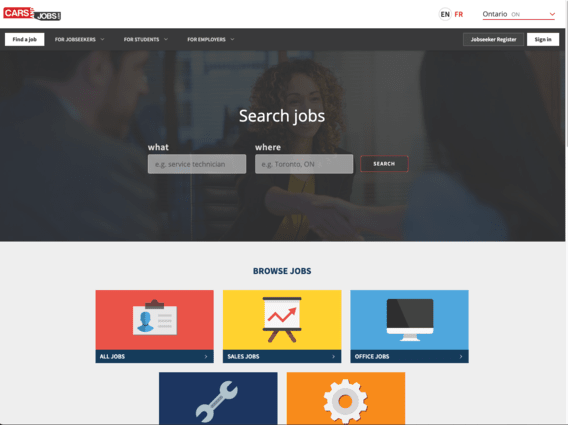 CARS AND JOBS
EN FR
Ontario ON
Find a job
FOR JOBSEEKERS
FOR STUDENTS
FOR EMPLOYERS
Jobseeker Register
Sign in
Search jobs
what
where
e.g. service technician
e.g. Toronto, ON
SEARCH
BROWSE JOBS
ALL JOBS
SALES JOBS
OFFICE JOBS